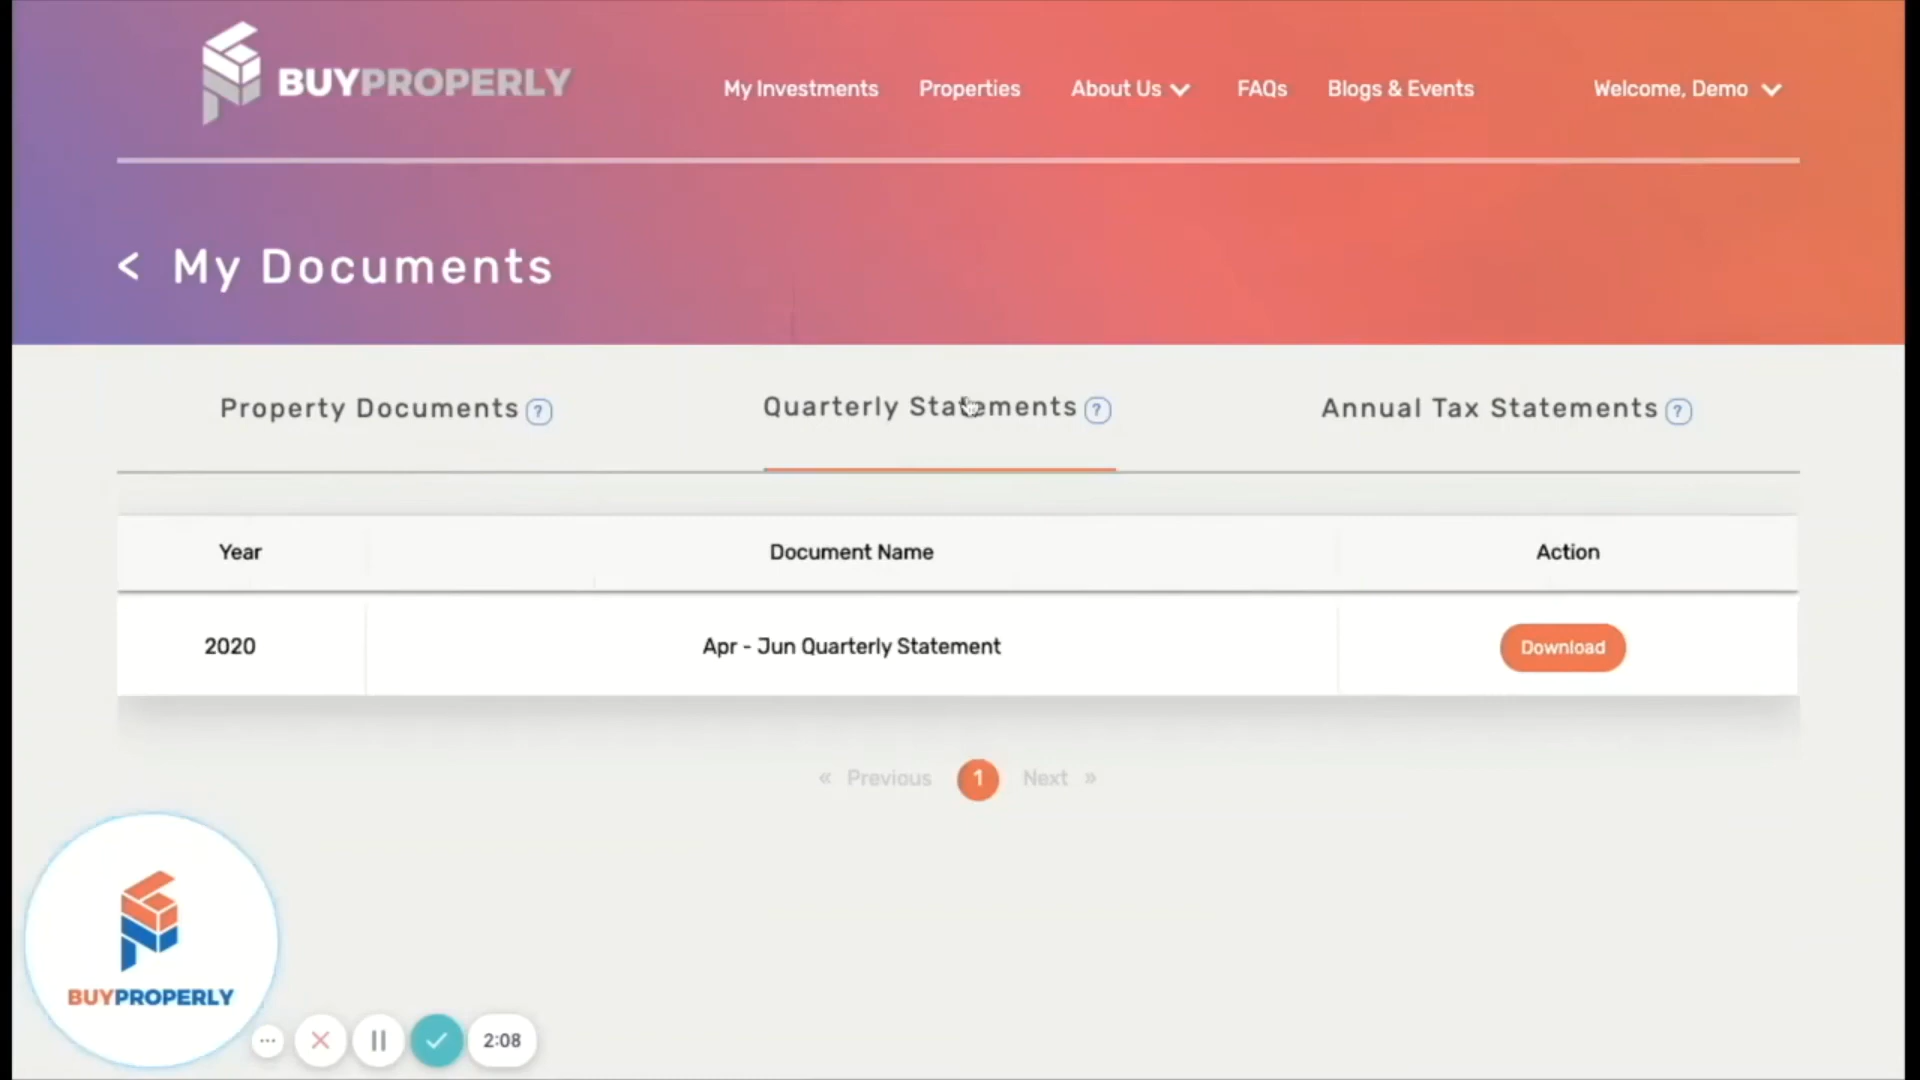 BUYPROPERLY
My Investments
Properties
About Us
FAQs
Blogs & Events
Welcome, Demo
< My Documents
Property Documents ?
Quarterly Statements ?
Annual Tax Statements ?
Year
Document Name
Action
2020
Apr - Jun Quarterly Statement
Download
« Previous
1
Next »
BUYPROPERLY
2:08